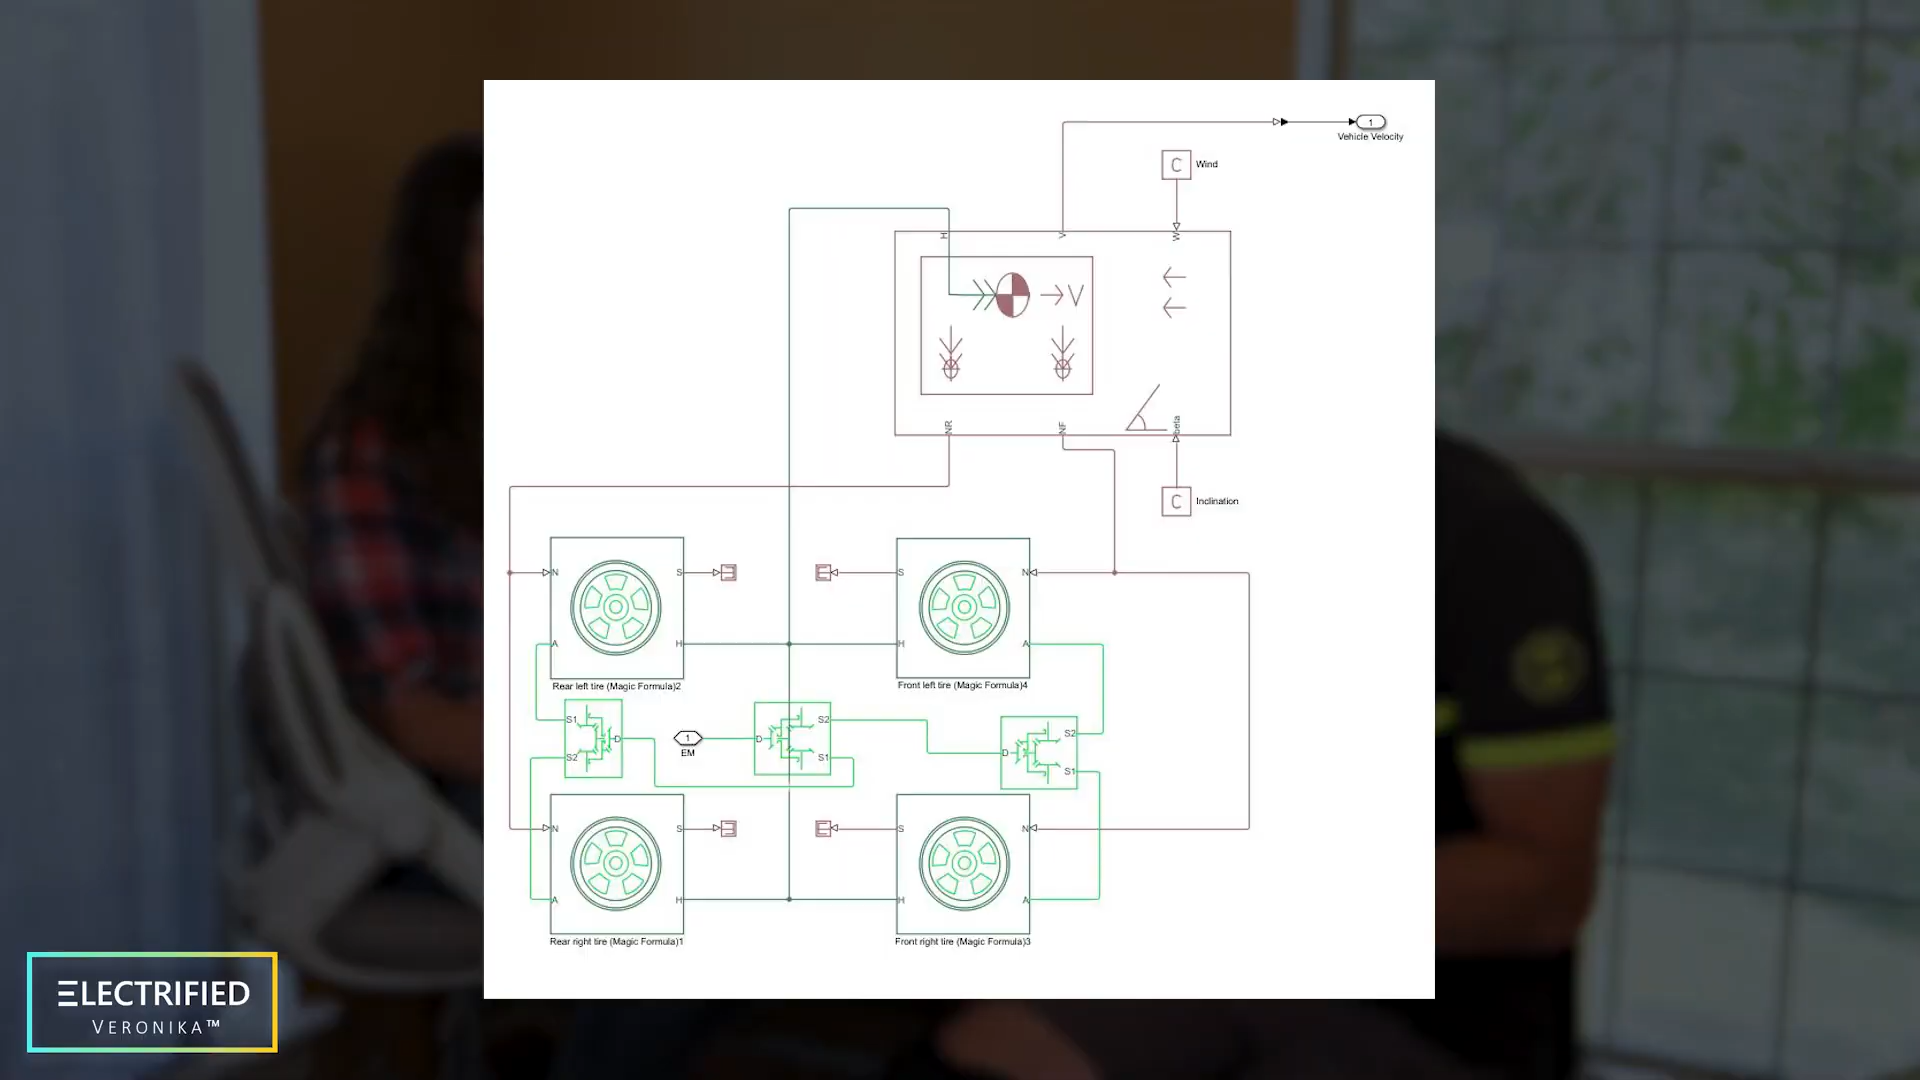 1
Vehicle Velocity
C
Wind
H
V
W
V
NR
NF
beta
C
Inclination
N
S
S
N
A
H
H
A
Rear left tire (Magic Formula)2
Front left tire (Magic Formula)4
S1
D
S2
1
EM
D
S2
S1
D
S2
S1
N
S
S
N
A
H
H
A
Rear right tire (Magic Formula)1
Front right tire (Magic Formula)3
ELECTRIFIED
VERONIKA™